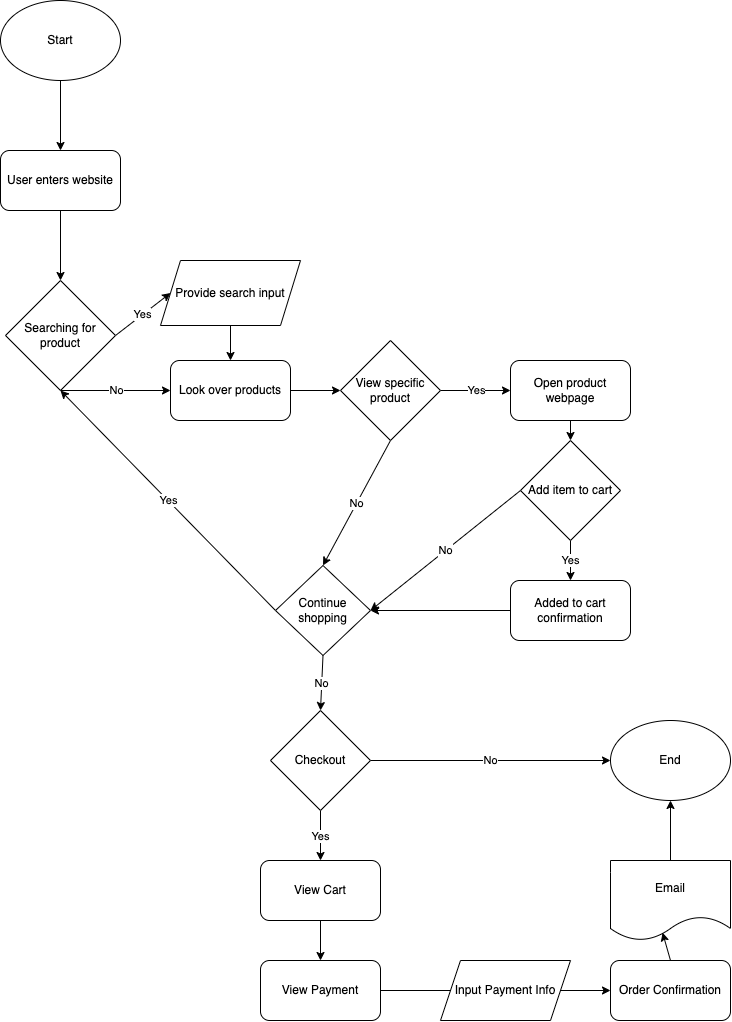 Start
User enters website
Provide search input
Yes
Searching for
product
No
Look over products
View specific
product
Yes
Open product
webpage
Add item to cart
Yes
No
No
Yes
Continue
shopping
Added to cart
confirmation
No
Checkout
No
End
Yes
View Cart
Email
View Payment
Input Payment Info
Order Confirmation